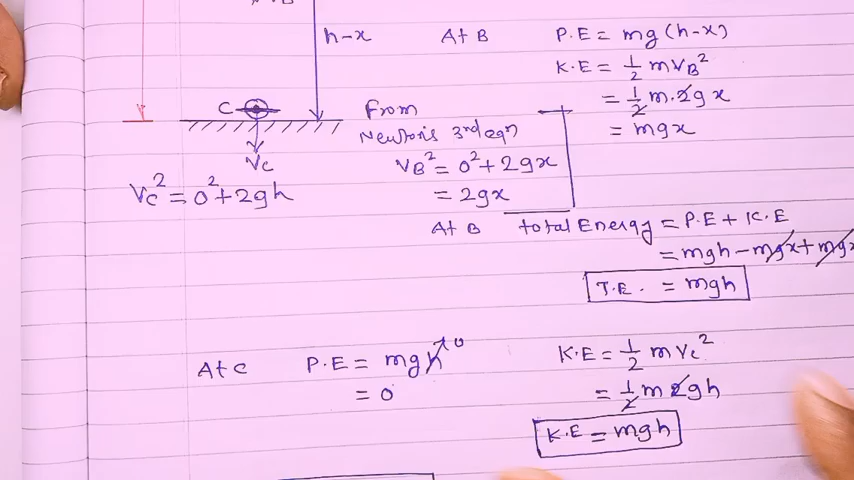 h-x
At B
P.E = mg (h-x)
K.E = 1/2 mVB²
= 1/2 m.2gx
= mgx
C
From
Newton's 3rd eqn
VC
VB² = 0² + 2gx
= 2gx
VC² = 0² + 2gh
At B total Energy = P.E + K.E
= mgh - mgx + mgx
T.E. = mgh
At C P.E = mgh 0
= 0
K.E = 1/2 mVC²
= 1/2 m 2gh
K.E = mgh